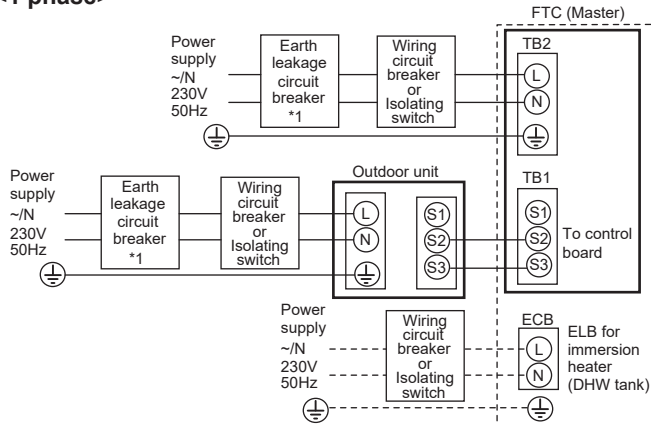 <1 phase>
FTC (Master)
Power
supply
~/N
230V
50Hz
Earth
leakage
circuit
breaker
*1
Wiring
circuit
breaker
or
Isolating
switch
TB2
L
N
Power
supply
~/N
230V
50Hz
Earth
leakage
circuit
breaker
*1
Wiring
circuit
breaker
or
Isolating
switch
Outdoor unit
L
N
S1
S2
S3
TB1
S1
S2
S3
To control
board
Power
supply
~/N
230V
50Hz
Wiring
circuit
breaker
or
Isolating
switch
ECB
L
N
ELB for
immersion
heater
(DHW tank)